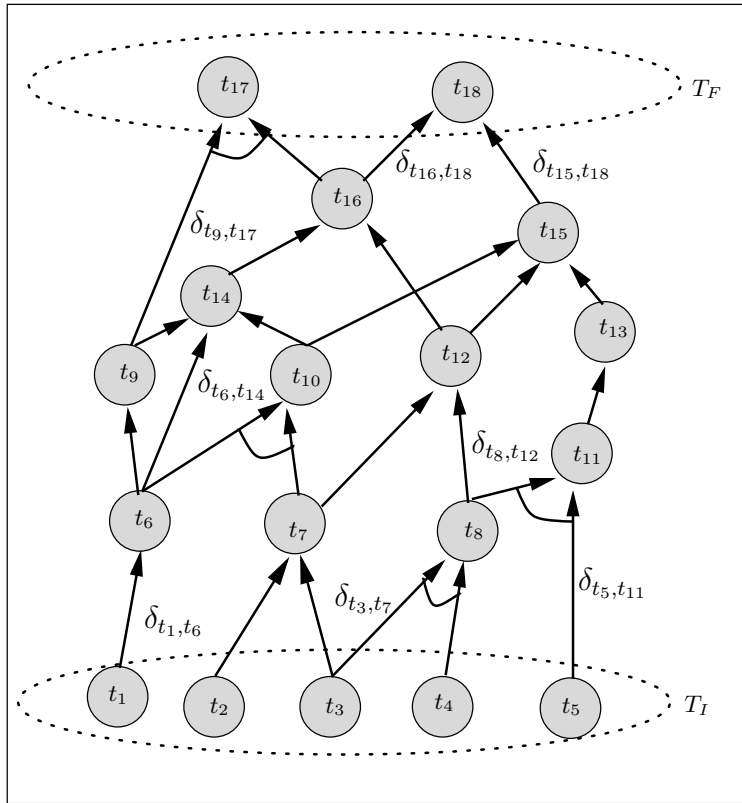 t₁₇
t₁₈
T_F
δ_{t₁₆,t₁₈}
δ_{t₁₅,t₁₈}
t₁₆
δ_{t₉,t₁₇}
t₁₅
t₁₄
t₁₃
t₁₂
t₉
δ_{t₆,t₁₄}
t₁₀
δ_{t₈,t₁₂}
t₁₁
t₆
t₇
t₈
δ_{t₃,t₇}
δ_{t₅,t₁₁}
δ_{t₁,t₆}
t₁
t₂
t₃
t₄
t₅
T_I